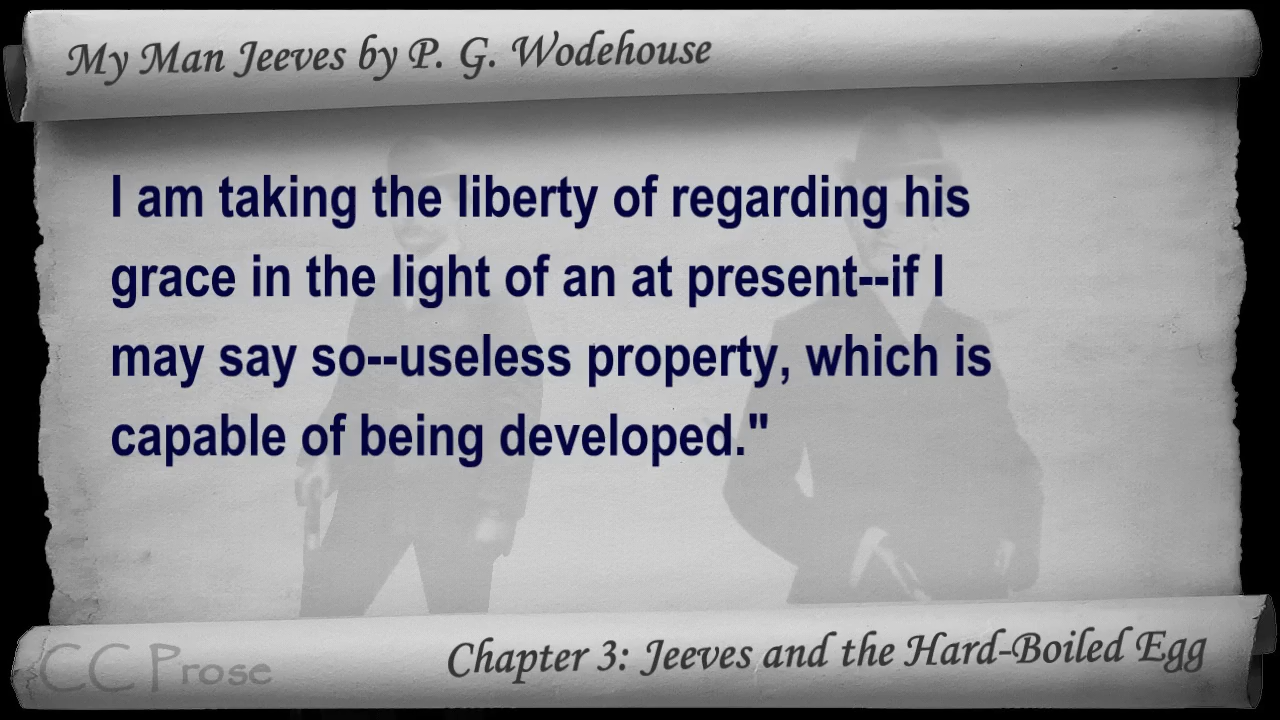 My Man Jeeves by P. G. Wodehouse
I am taking the liberty of regarding his
grace in the light of an at present--if I
may say so--useless property, which is
capable of being developed."
CC Prose
Chapter 3: Jeeves and the Hard-Boiled Egg